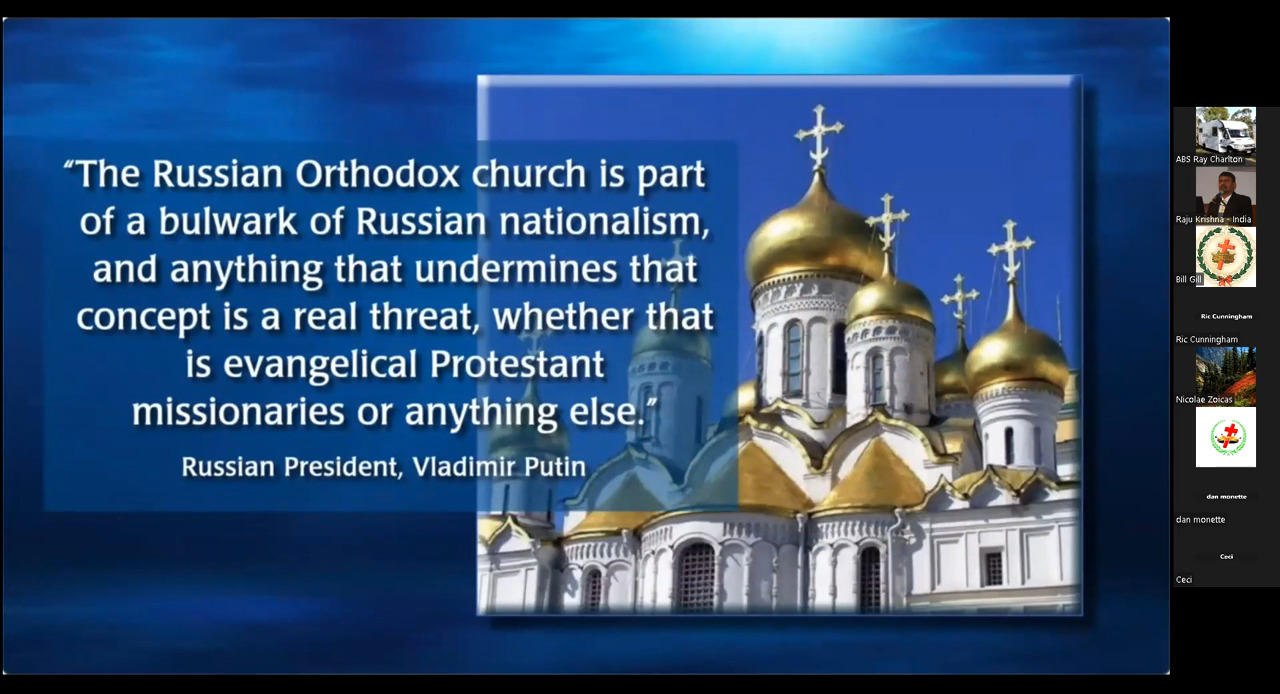 “The Russian Orthodox church is part
of a bulwark of Russian nationalism,
and anything that undermines that
concept is a real threat, whether that
is evangelical Protestant
missionaries or anything else.”
Russian President, Vladimir Putin
ABS Ray Charlton
Raju Krishna - India
Bill Gill
Ric Cunningham
Ric Cunningham
Nicolae Zoicas
dan monette
dan monette
Ceci
Ceci